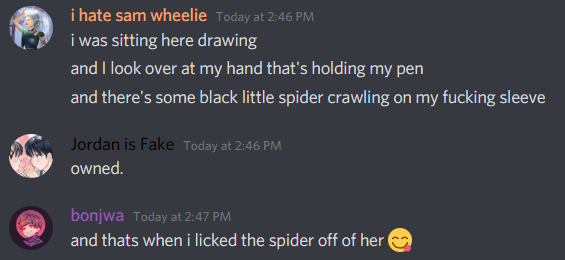 i hate sam wheelie Today at 2:46 PM
i was sitting here drawing
and I look over at my hand that's holding my pen
and there's some black little spider crawling on my fucking sleeve
Jordan is Fake Today at 2:46 PM
owned.
bonjwa Today at 2:47 PM
and thats when i licked the spider off of her 😋